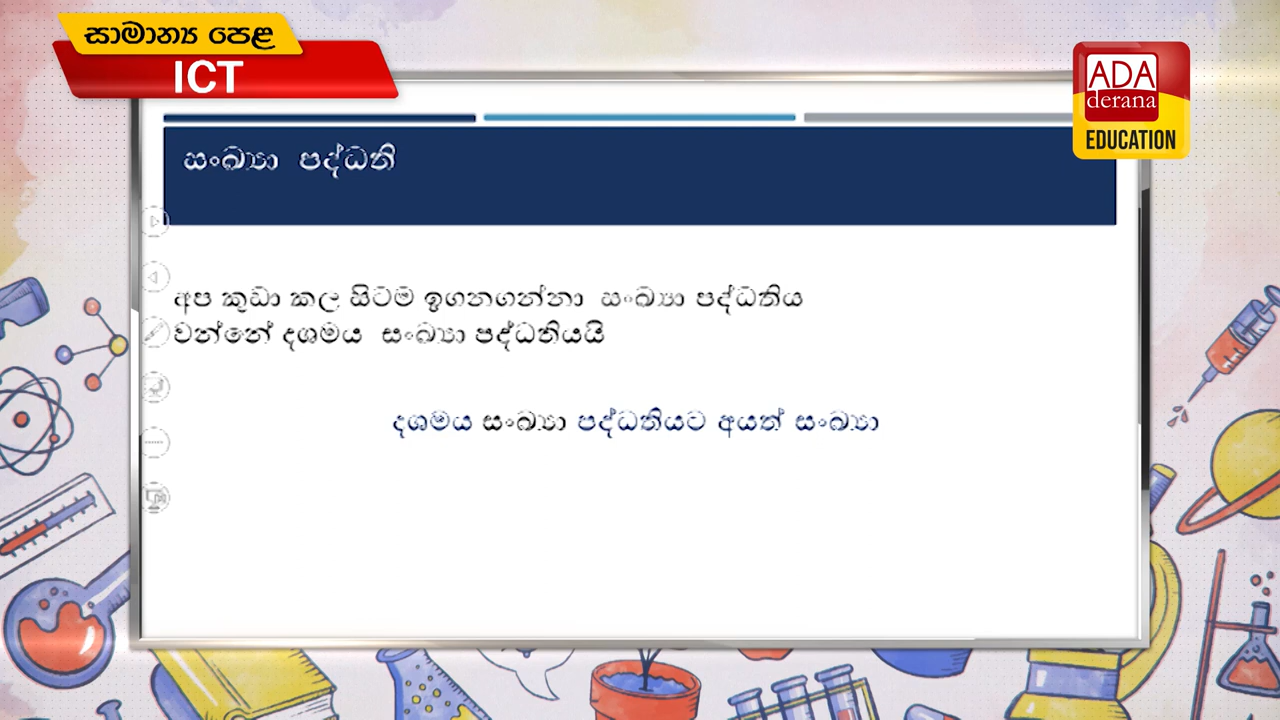 සාමාන්‍ය පෙළ
ICT
ADA
derana
EDUCATION
සංඛ්‍යා පද්ධති
අප කුඩා කල සිටම ඉගනගන්නා සංඛ්‍යා පද්ධතිය
වන්නේ දශමය සංඛ්‍යා පද්ධතියයි
දශමය සංඛ්‍යා පද්ධතියට අයත් සංඛ්‍යා